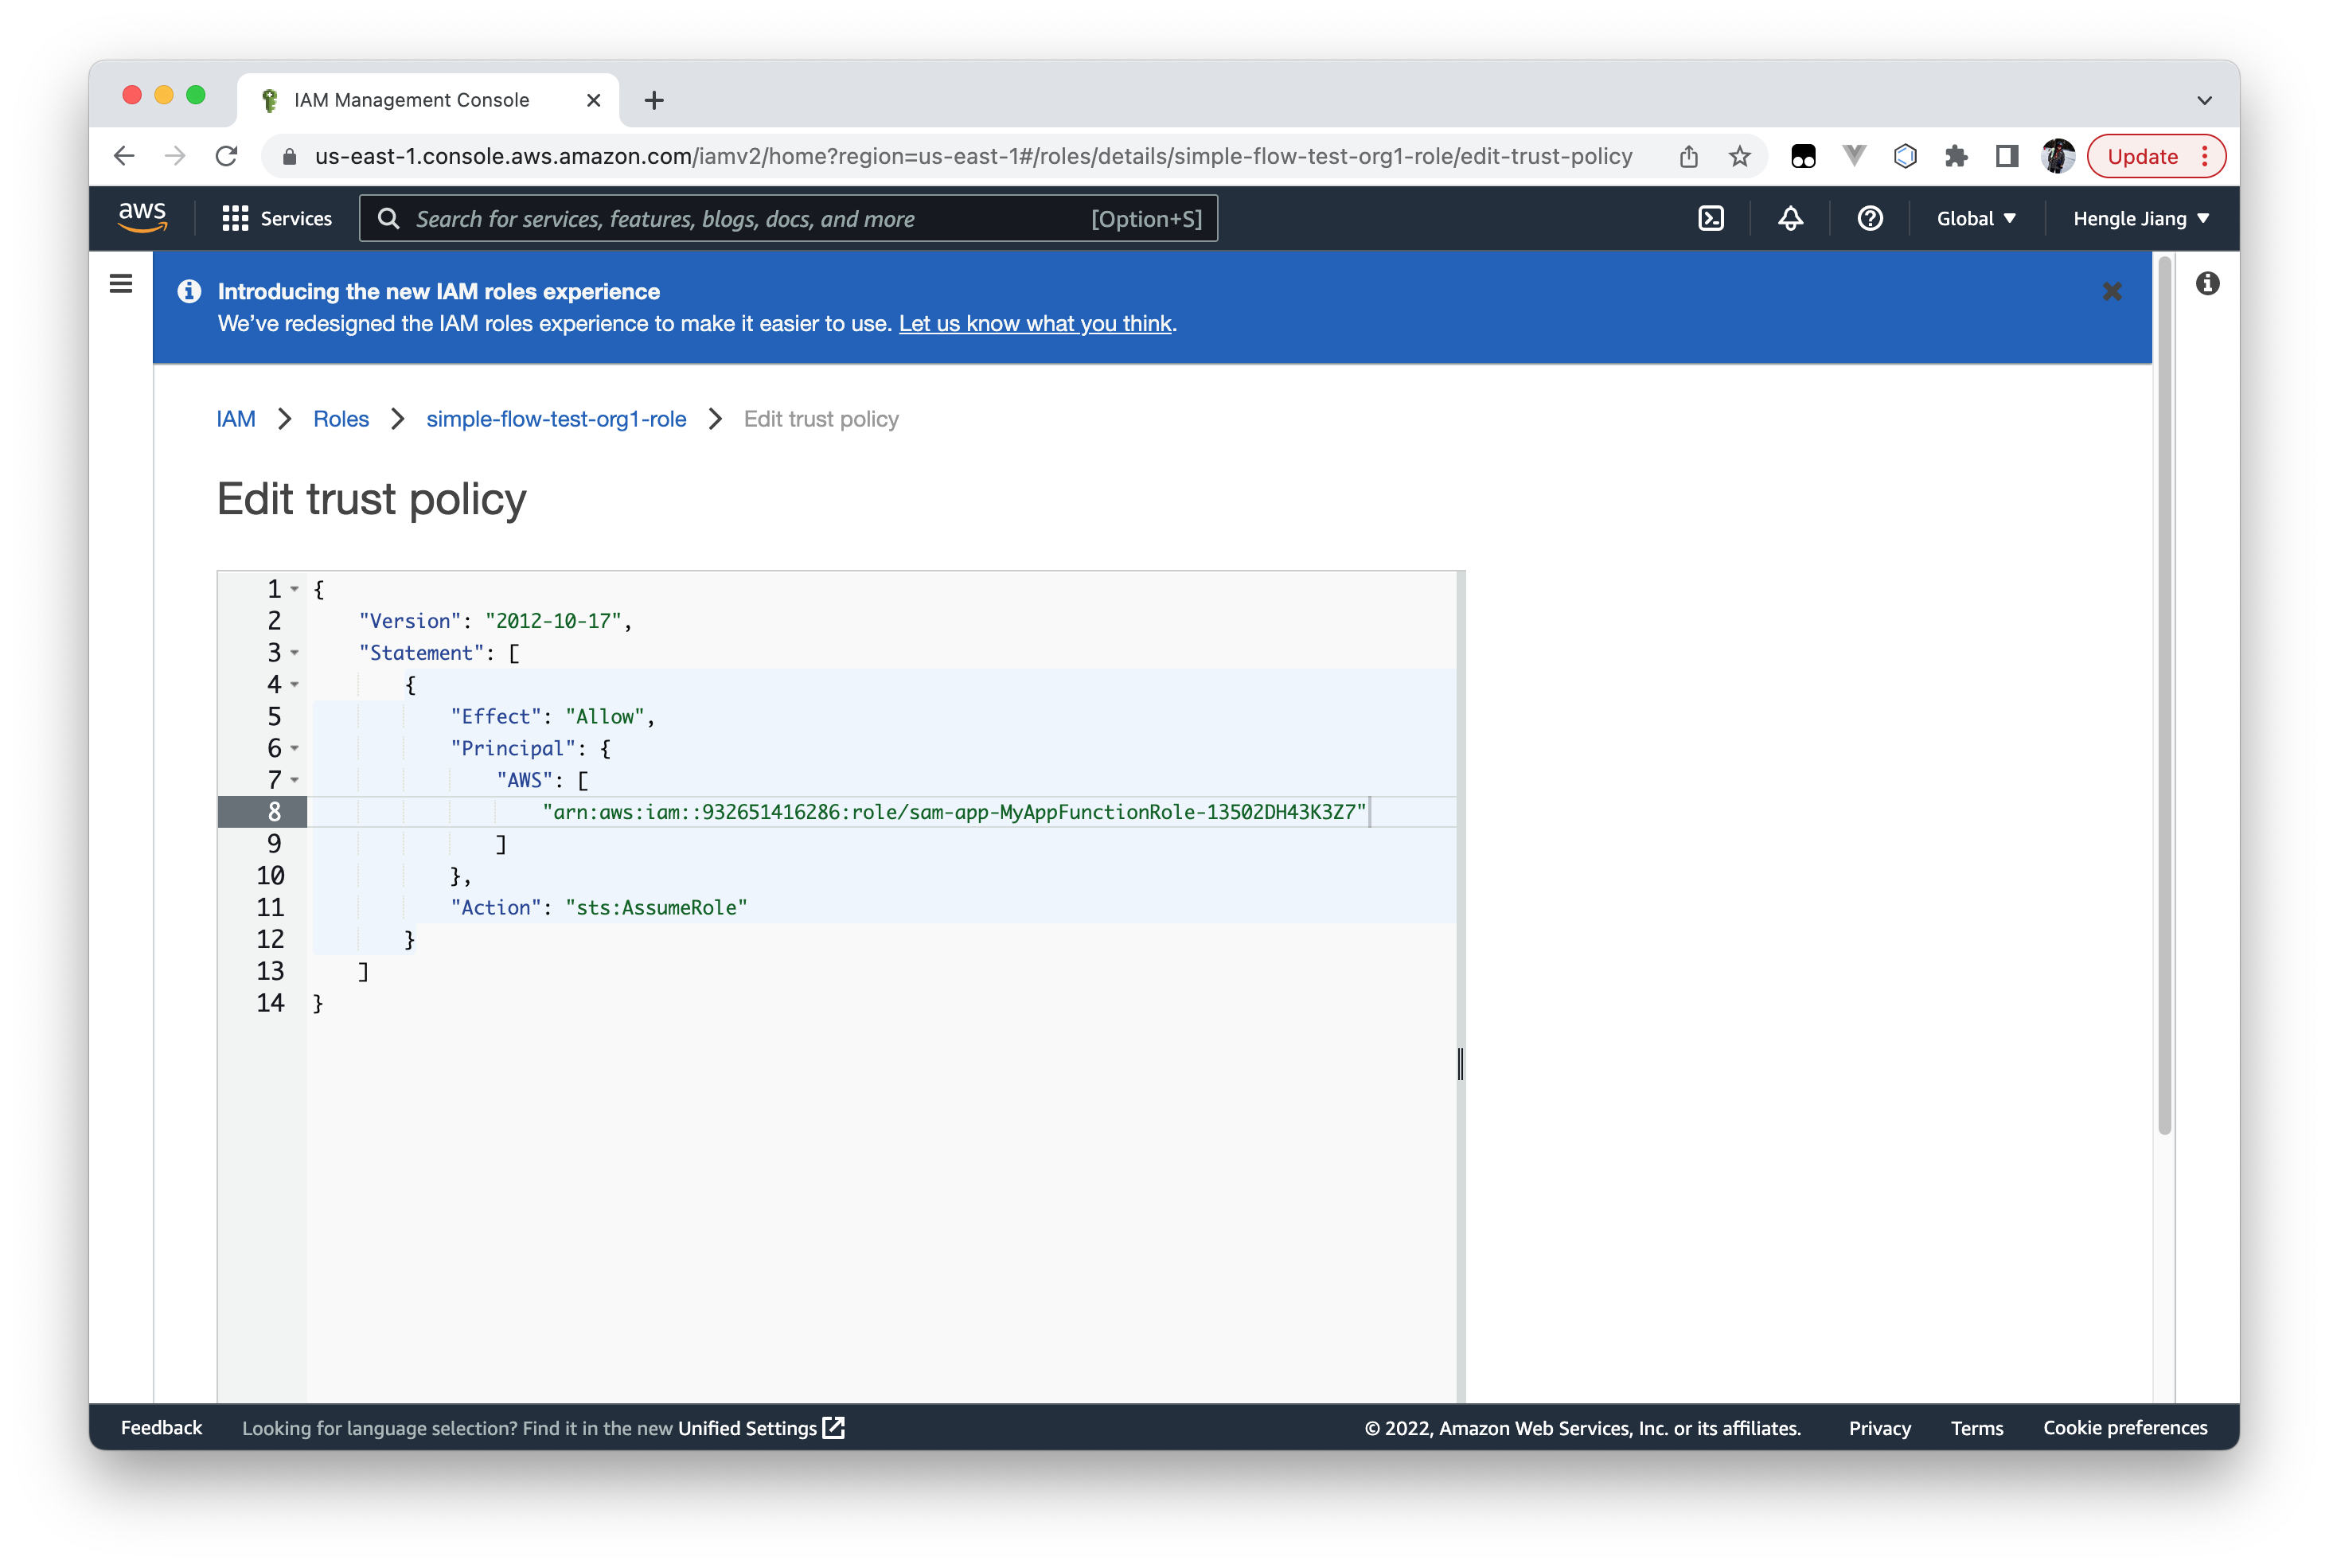 IAM Management Console
us-east-1.console.aws.amazon.com/iamv2/home?region=us-east-1#/roles/details/simple-flow-test-org1-role/edit-trust-policy
Update
aws
Services
Search for services, features, blogs, docs, and more
[Option+S]
Global
Hengle Jiang
Introducing the new IAM roles experience
We've redesigned the IAM roles experience to make it easier to use. Let us know what you think.
IAM > Roles > simple-flow-test-org1-role > Edit trust policy
Edit trust policy
1 {
2 "Version": "2012-10-17",
3 "Statement": [
4 {
5 "Effect": "Allow",
6 "Principal": {
7 "AWS": [
8 "arn:aws:iam::932651416286:role/sam-app-MyAppFunctionRole-13502DH43K3Z7"
9 ]
10 },
11 "Action": "sts:AssumeRole"
12 }
13 ]
14 }
Feedback
Looking for language selection? Find it in the new Unified Settings
© 2022, Amazon Web Services, Inc. or its affiliates.
Privacy
Terms
Cookie preferences